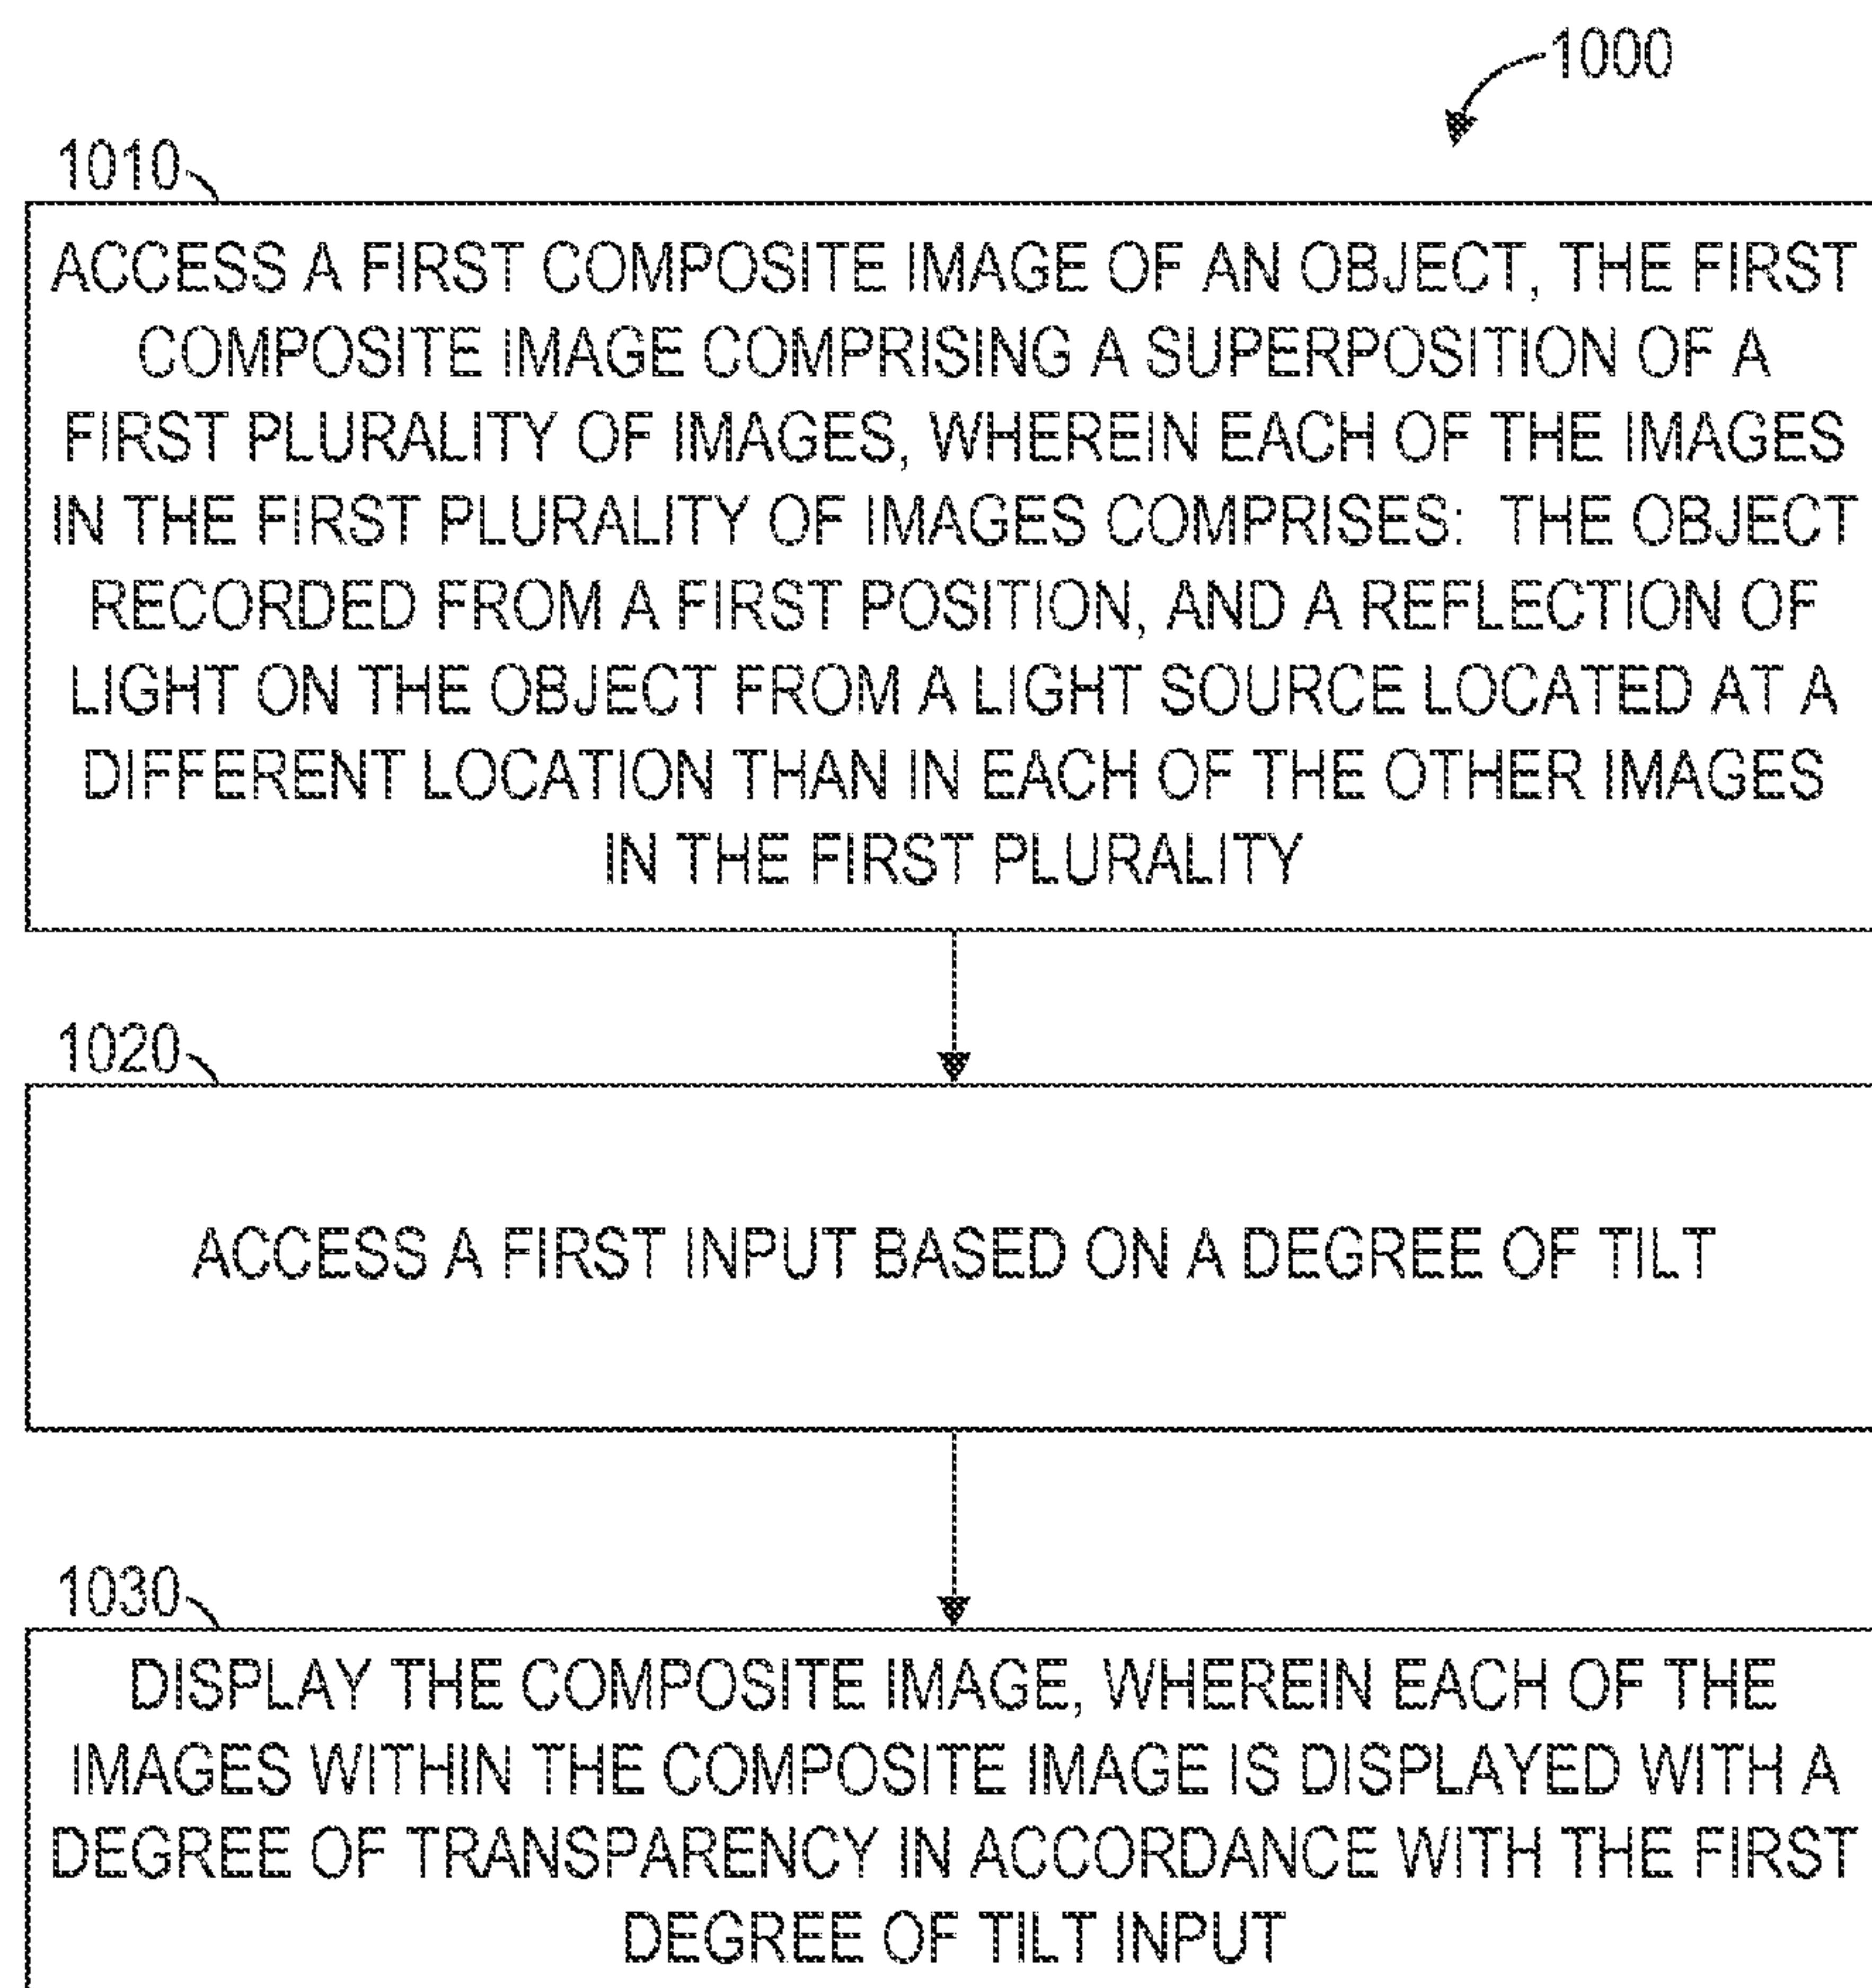 1000
1010
ACCESS A FIRST COMPOSITE IMAGE OF AN OBJECT, THE FIRST
COMPOSITE IMAGE COMPRISING A SUPERPOSITION OF A
FIRST PLURALITY OF IMAGES, WHEREIN EACH OF THE IMAGES
IN THE FIRST PLURALITY OF IMAGES COMPRISES: THE OBJECT
RECORDED FROM A FIRST POSITION, AND A REFLECTION OF
LIGHT ON THE OBJECT FROM A LIGHT SOURCE LOCATED AT A
DIFFERENT LOCATION THAN IN EACH OF THE OTHER IMAGES
IN THE FIRST PLURALITY
1020
ACCESS A FIRST INPUT BASED ON A DEGREE OF TILT
1030
DISPLAY THE COMPOSITE IMAGE, WHEREIN EACH OF THE
IMAGES WITHIN THE COMPOSITE IMAGE IS DISPLAYED WITH A
DEGREE OF TRANSPARENCY IN ACCORDANCE WITH THE FIRST
DEGREE OF TILT INPUT